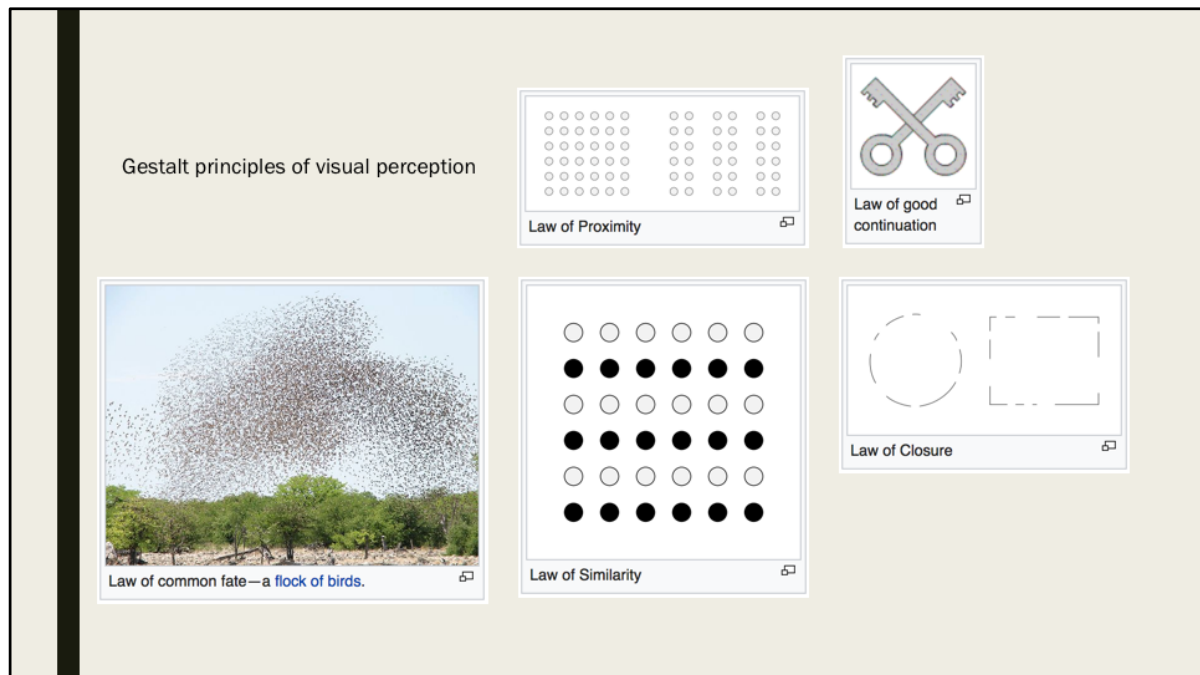 Gestalt principles of visual perception
Law of Proximity
Law of good
continuation
Law of common fate—a flock of birds.
Law of Similarity
Law of Closure